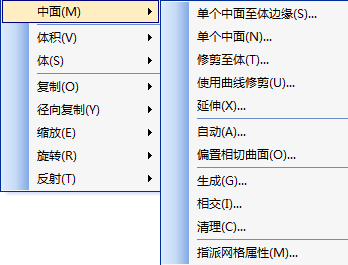 中面(M)
体积(V)
体(S)
复制(O)
径向复制(Y)
缩放(E)
旋转(R)
反射(T)
单个中面至体边缘(S)...
单个中面(N)...
修剪至体(T)...
使用曲线修剪(U)...
延伸(X)...
自动(A)...
偏置相切曲面(O)...
生成(G)...
相交(I)...
清理(C)...
指派网格属性(M)...